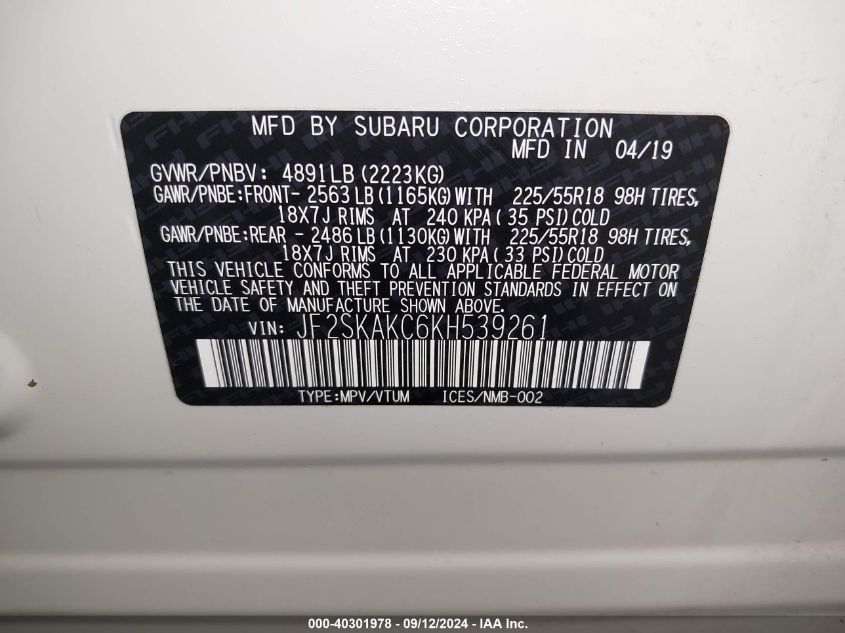 MFD BY SUBARU CORPORATION
MFD IN 04/19
GVWR/PNBV: 4891LB (2223KG)
GAWR/PNBE:FRONT- 2563 LB (1165KG) WITH 225/55R18 98H TIRES,
18X7J RIMS AT 240 KPA ( 35 PSI) COLD
GAWR/PNBE:REAR - 2486 LB (1130KG) WITH 225/55R18 98H TIRES,
18X7J RIMS AT 230 KPA ( 33 PSI) COLD
THIS VEHICLE CONFORMS TO ALL APPLICABLE FEDERAL MOTOR
VEHICLE SAFETY AND THEFT PREVENTION STANDARDS IN EFFECT ON
THE DATE OF MANUFACTURE SHOWN ABOVE.
VIN: JF2SKAKC6KH539261
TYPE:MPV/VTUM ICES/NMB-002
000-40301978 - 09/12/2024 - IAA Inc.